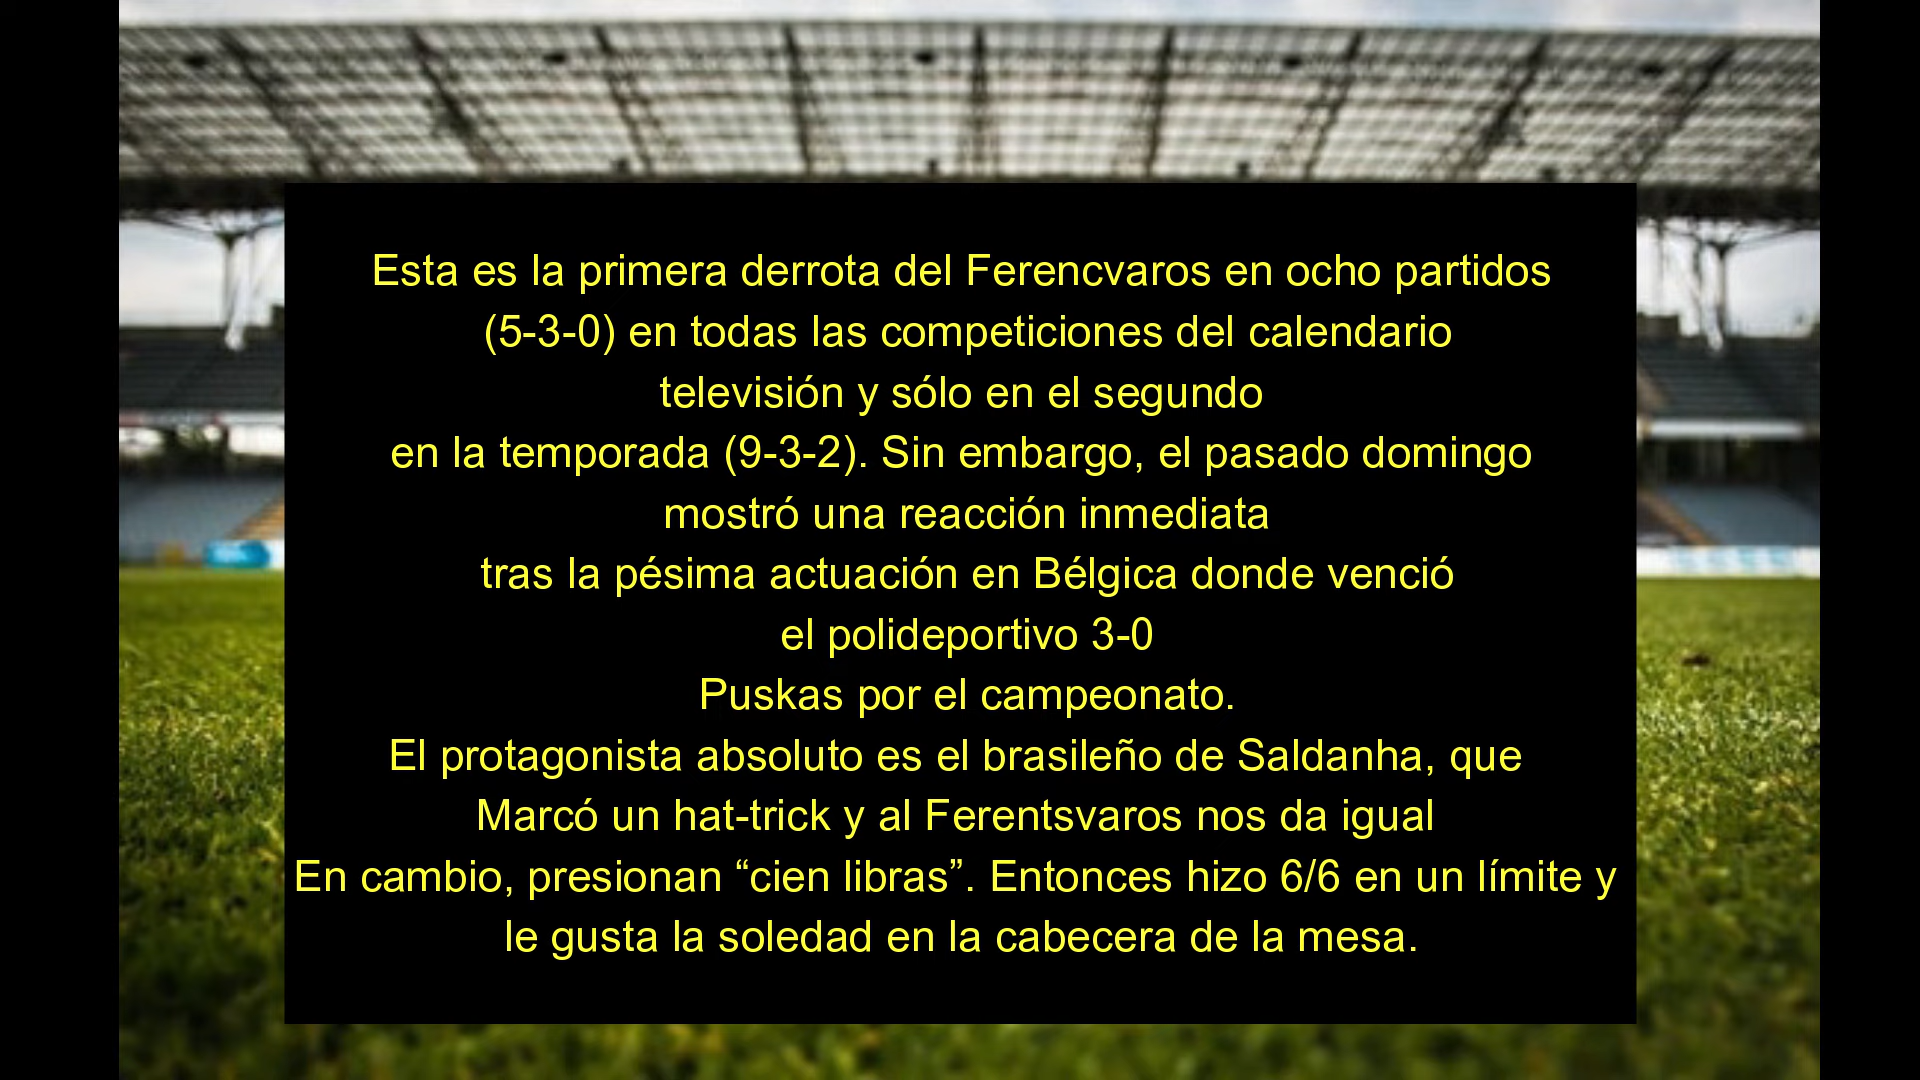 Esta es la primera derrota del Ferencvaros en ocho partidos
(5-3-0) en todas las competiciones del calendario
televisión y sólo en el segundo
en la temporada (9-3-2). Sin embargo, el pasado domingo
mostró una reacción inmediata
tras la pésima actuación en Bélgica donde venció
el polideportivo 3-0
Puskas por el campeonato.
El protagonista absoluto es el brasileño de Saldanha, que
Marcó un hat-trick y al Ferentsvaros nos da igual
En cambio, presionan “cien libras”. Entonces hizo 6/6 en un límite y
le gusta la soledad en la cabecera de la mesa.